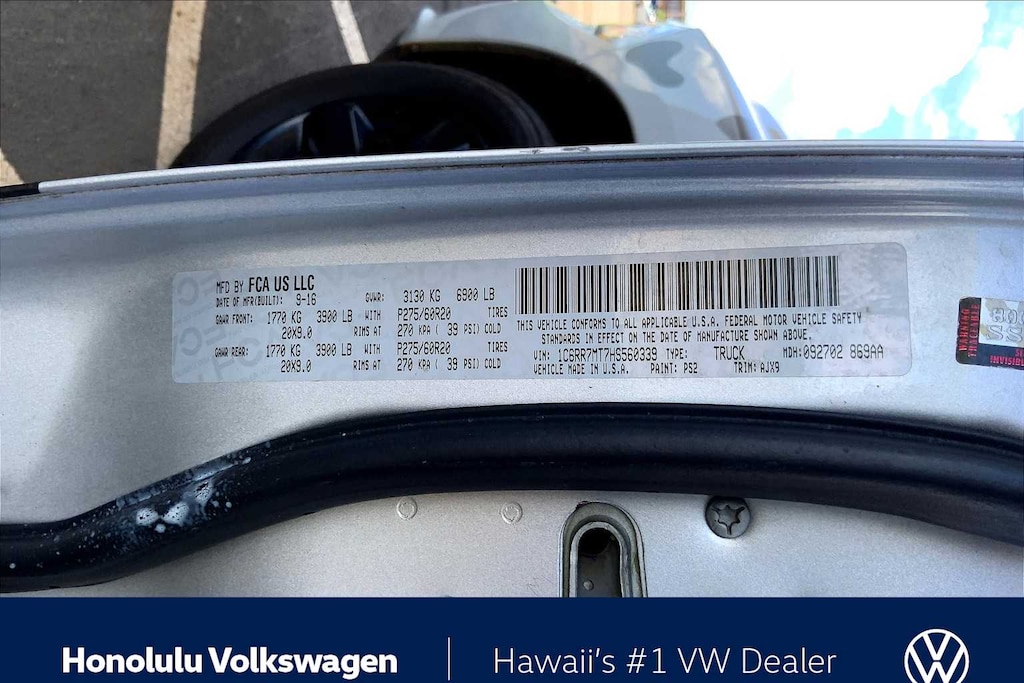 MFD BY FCA US LLC
DATE OF MFR(BUILT): 9-16 GVWR: 3130 KG 6900 LB
GAWR FRONT: 1770 KG 3900 LB WITH P275/60R20 TIRES
20X9.0 RIMS AT 270 KPA ( 39 PSI) COLD
GAWR REAR: 1770 KG 3900 LB WITH P275/60R20 TIRES
20X9.0 RIMS AT 270 KPA ( 39 PSI) COLD
THIS VEHICLE CONFORMS TO ALL APPLICABLE U.S.A. FEDERAL MOTOR VEHICLE SAFETY
STANDARDS IN EFFECT ON THE DATE OF MANUFACTURE SHOWN ABOVE.
VIN: 1C6RR7MT7HS560339 TYPE: TRUCK MDH: 092702 869AA
VEHICLE MADE IN U.S.A. PAINT: PS2 TRIM: AJX9
WARNING
TRACEABLE
Honolulu Volkswagen
Hawaii's #1 VW Dealer